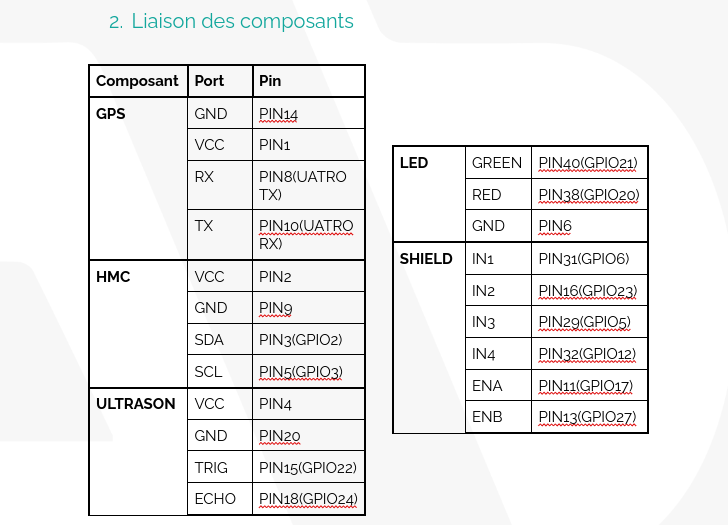 2. Liaison des composants
Composant Port Pin
GPS GND PIN14
VCC PIN1
RX PIN8(UATRO
TX)
TX PIN10(UATRO
RX)
HMC VCC PIN2
GND PIN9
SDA PIN3(GPIO2)
SCL PIN5(GPIO3)
ULTRASON VCC PIN4
GND PIN20
TRIG PIN15(GPIO22)
ECHO PIN18(GPIO24)
LED GREEN PIN40(GPIO21)
RED PIN38(GPIO20)
GND PIN6
SHIELD IN1 PIN31(GPIO6)
IN2 PIN16(GPIO23)
IN3 PIN29(GPIO5)
IN4 PIN32(GPIO12)
ENA PIN11(GPIO17)
ENB PIN13(GPIO27)